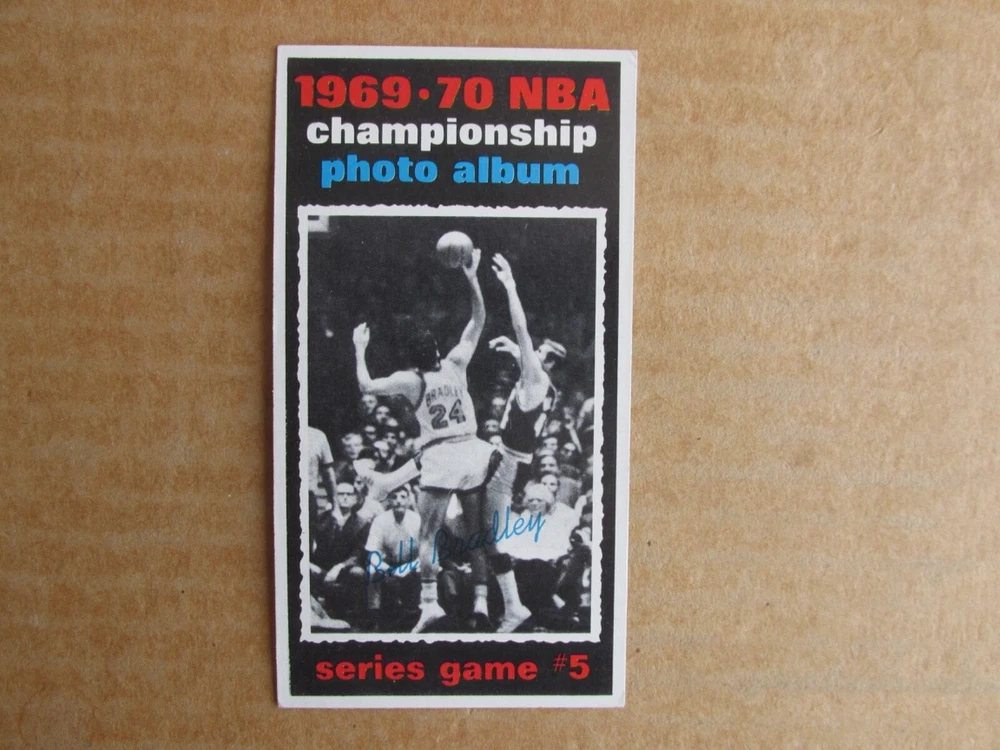 1969·70 NBA
championship
photo album
BRADLEY
24
Bill Bradley
series game #5